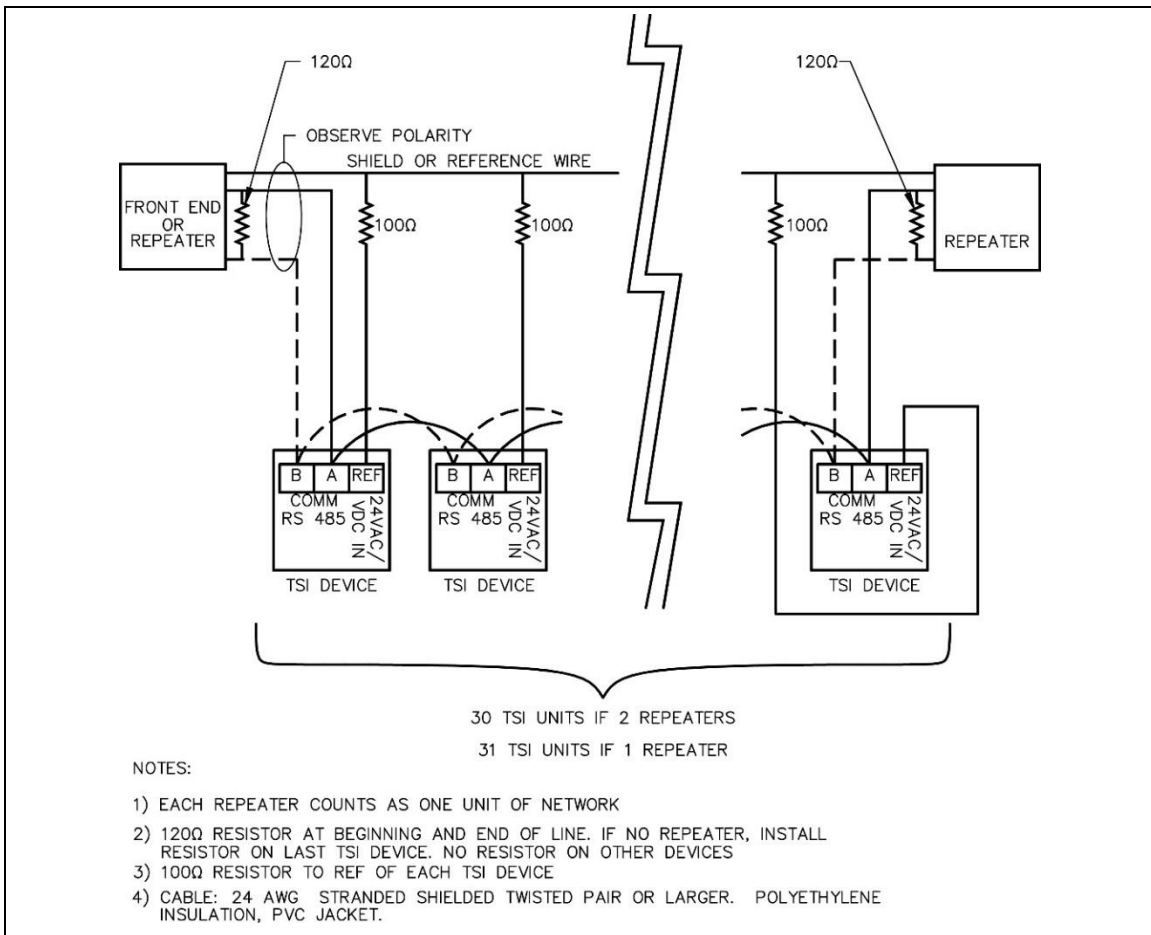 120Ω
120Ω
OBSERVE POLARITY
SHIELD OR REFERENCE WIRE
FRONT END
OR
REPEATER
100Ω
100Ω
100Ω
REPEATER
B A REF
COMM
RS 485
24VAC/
VDC IN
TSI DEVICE
B A REF
COMM
RS 485
24VAC/
VDC IN
TSI DEVICE
B A REF
COMM
RS 485
24VAC/
VDC IN
TSI DEVICE
30 TSI UNITS IF 2 REPEATERS
31 TSI UNITS IF 1 REPEATER
NOTES:
1) EACH REPEATER COUNTS AS ONE UNIT OF NETWORK
2) 120Ω RESISTOR AT BEGINNING AND END OF LINE. IF NO REPEATER, INSTALL
RESISTOR ON LAST TSI DEVICE. NO RESISTOR ON OTHER DEVICES
3) 100Ω RESISTOR TO REF OF EACH TSI DEVICE
4) CABLE: 24 AWG STRANDED SHIELDED TWISTED PAIR OR LARGER. POLYETHYLENE
INSULATION, PVC JACKET.